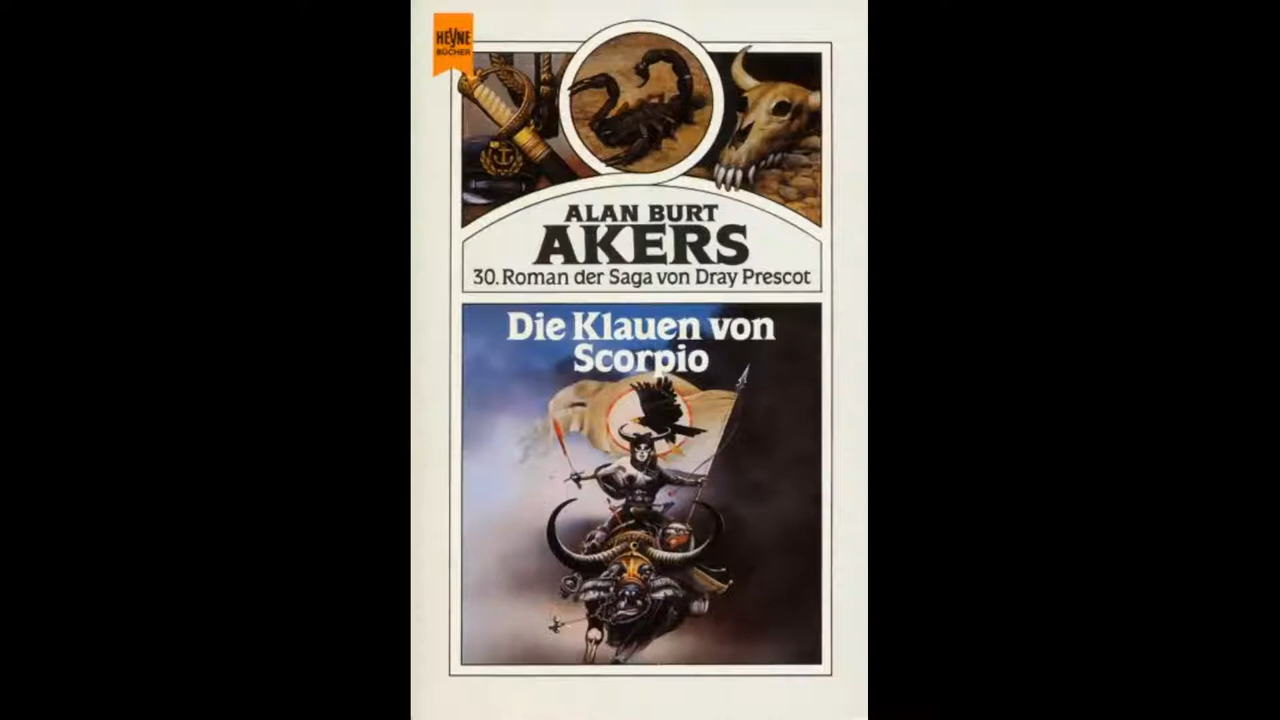 HEYNE
BÜCHER
ALAN BURT
AKERS
30. Roman der Saga von Dray Prescot
Die Klauen von
Scorpio